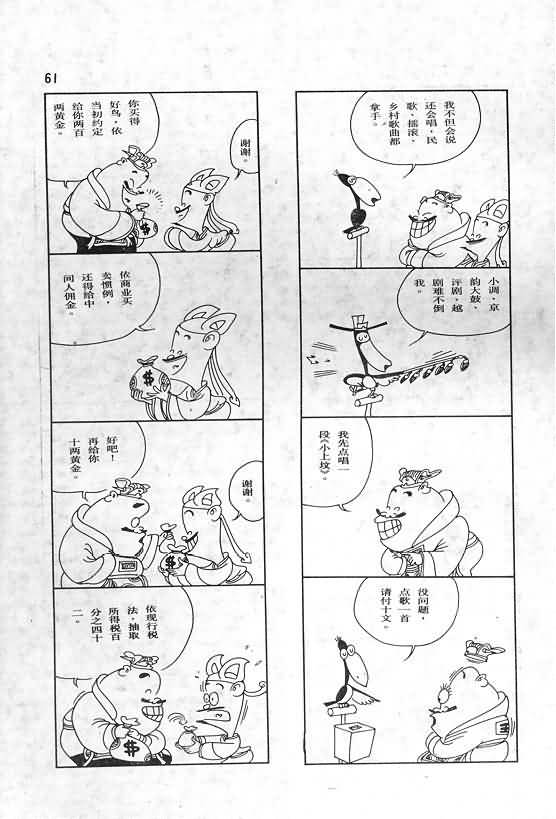 61
我不但会说
还会唱，民
歌、摇滚，
乡村歌曲都
拿手。
小调，京
韵大鼓，
评剧，越
剧难不倒
我。
我先点唱一
段《小上坟》。
没问题，
点歌一首
请付十文。
谢谢。
你买得
好鸟，依
当初约定
给你两百
两黄金。
依商业买
卖惯例，
还得给中
间人佣金。
谢谢。
好吧！
再给你
十两黄金。
依现行税
法，抽取
所得税百
分之四十
二。